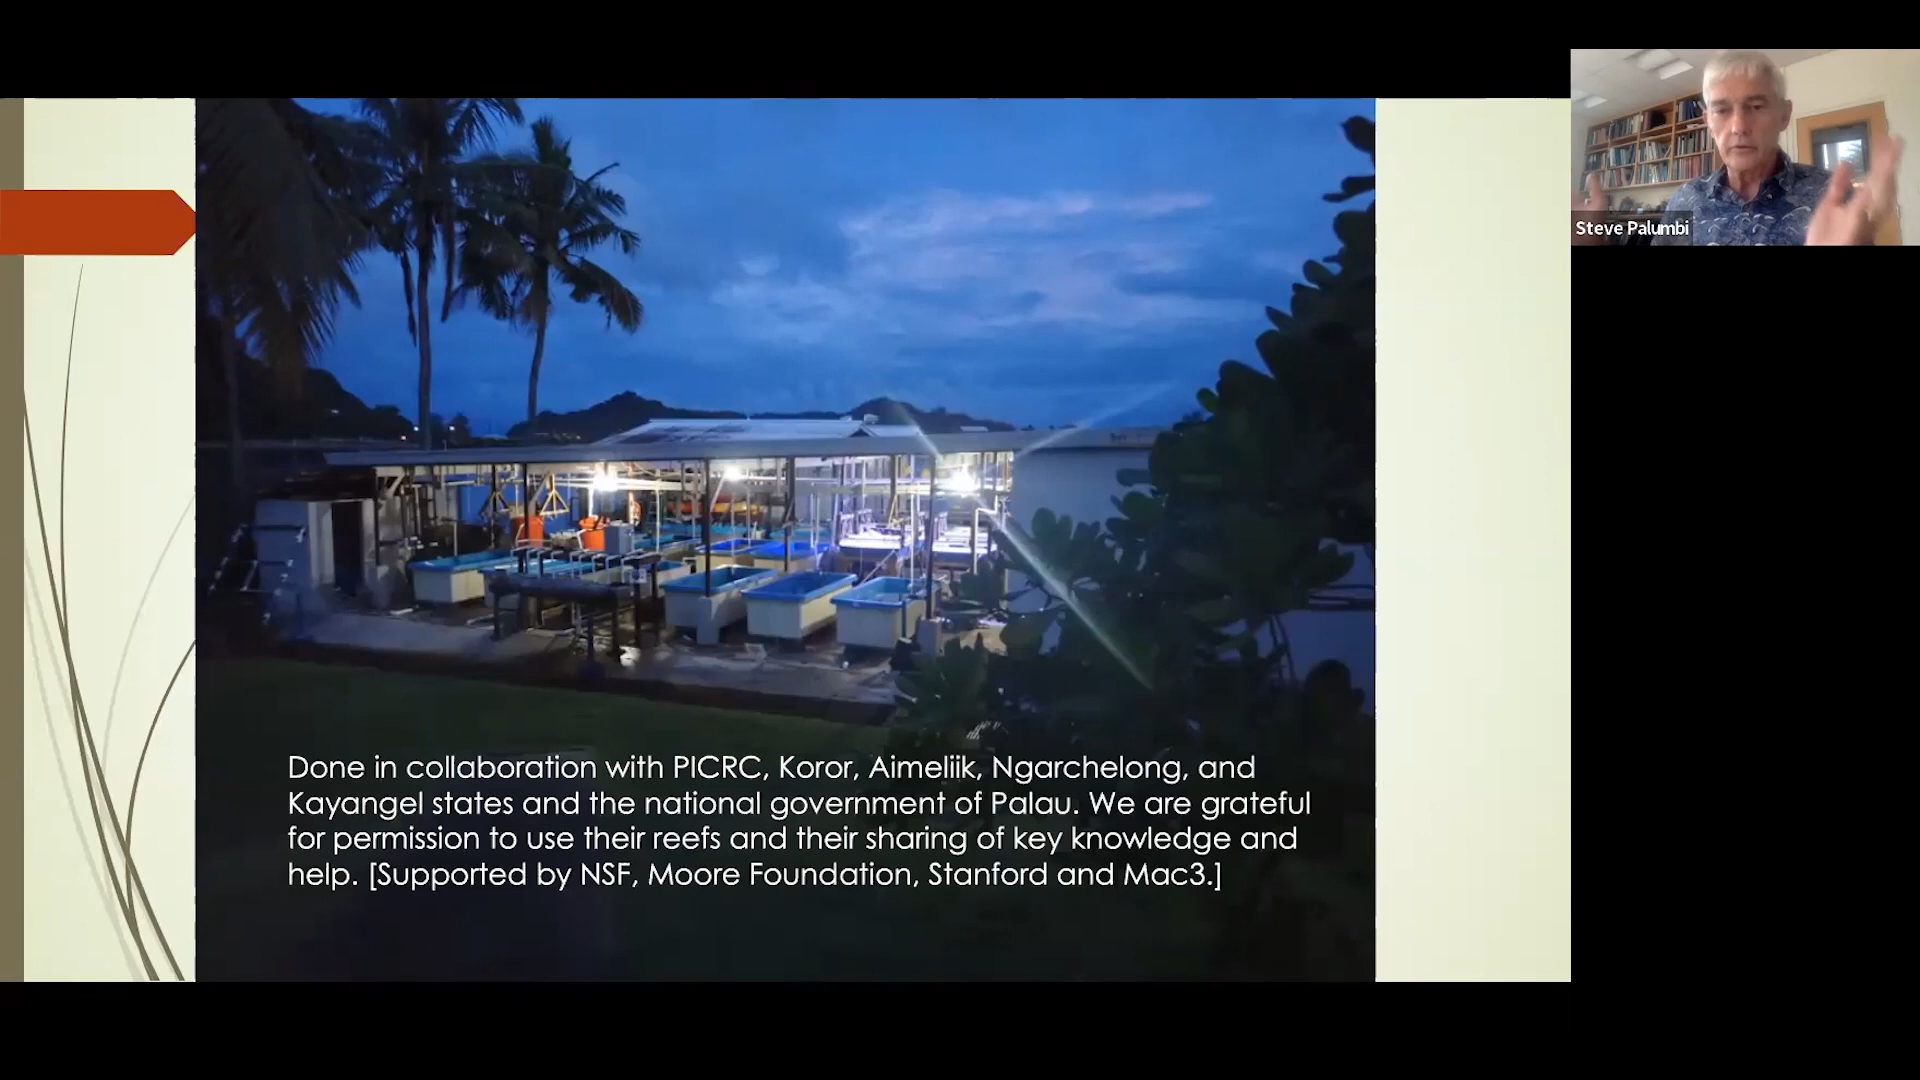 Steve Palumbi
Done in collaboration with PICRC, Koror, Aimeliik, Ngarchelong, and
Kayangel states and the national government of Palau. We are grateful
for permission to use their reefs and their sharing of key knowledge and
help. [Supported by NSF, Moore Foundation, Stanford and Mac3.]